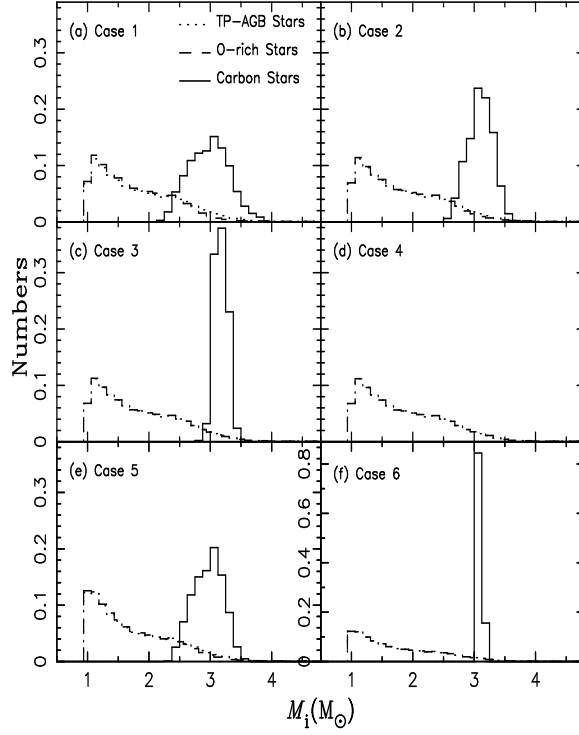 (a) Case 1
TP-AGB Stars
O-rich Stars
Carbon Stars
(b) Case 2
0.3
0.2
0.1
0
(c) Case 3
(d) Case 4
0.3
0.2
0.1
0
Numbers
(e) Case 5
(f) Case 6
0.3
0.2
0.1
0
0.8
0.6
0.4
0.2
0
1 2 3 4
1 2 3 4
M_i(M_⊙)